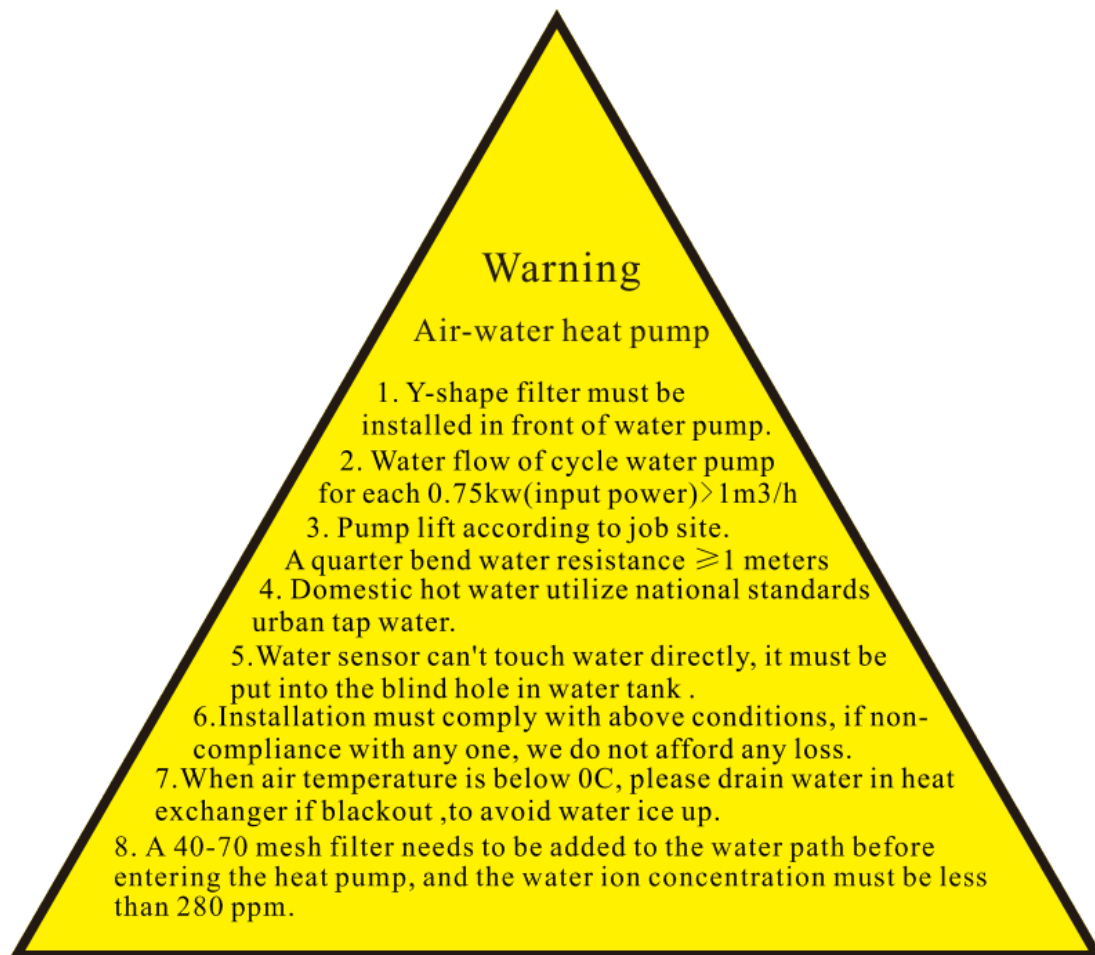 Warning
Air-water heat pump
1. Y-shape filter must be
installed in front of water pump.
2. Water flow of cycle water pump
for each 0.75kw(input power)>1m3/h
3. Pump lift according to job site.
A quarter bend water resistance ⩾1 meters
4. Domestic hot water utilize national standards
urban tap water.
5.Water sensor can't touch water directly, it must be
put into the blind hole in water tank .
6.Installation must comply with above conditions, if non-
compliance with any one, we do not afford any loss.
7.When air temperature is below 0C, please drain water in heat
exchanger if blackout ,to avoid water ice up.
8. A 40-70 mesh filter needs to be added to the water path before
entering the heat pump, and the water ion concentration must be less
than 280 ppm.